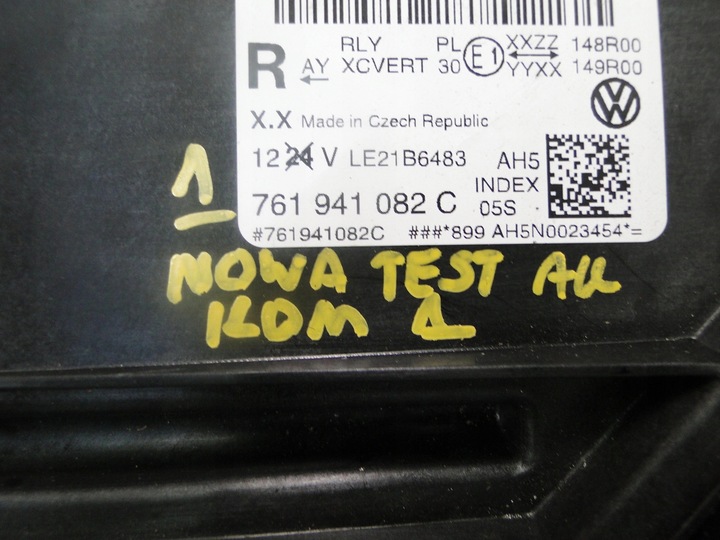 R AY RLY PL E1 XXZZ 148R00
XCVERT 30 YYXX 149R00
X.X Made in Czech Republic
12 24 V LE21B6483 AH5
INDEX
761 941 082 C 05S
#761941082C ###*899 AH5N0023454*=
1
NOWA TEST
KOM 1